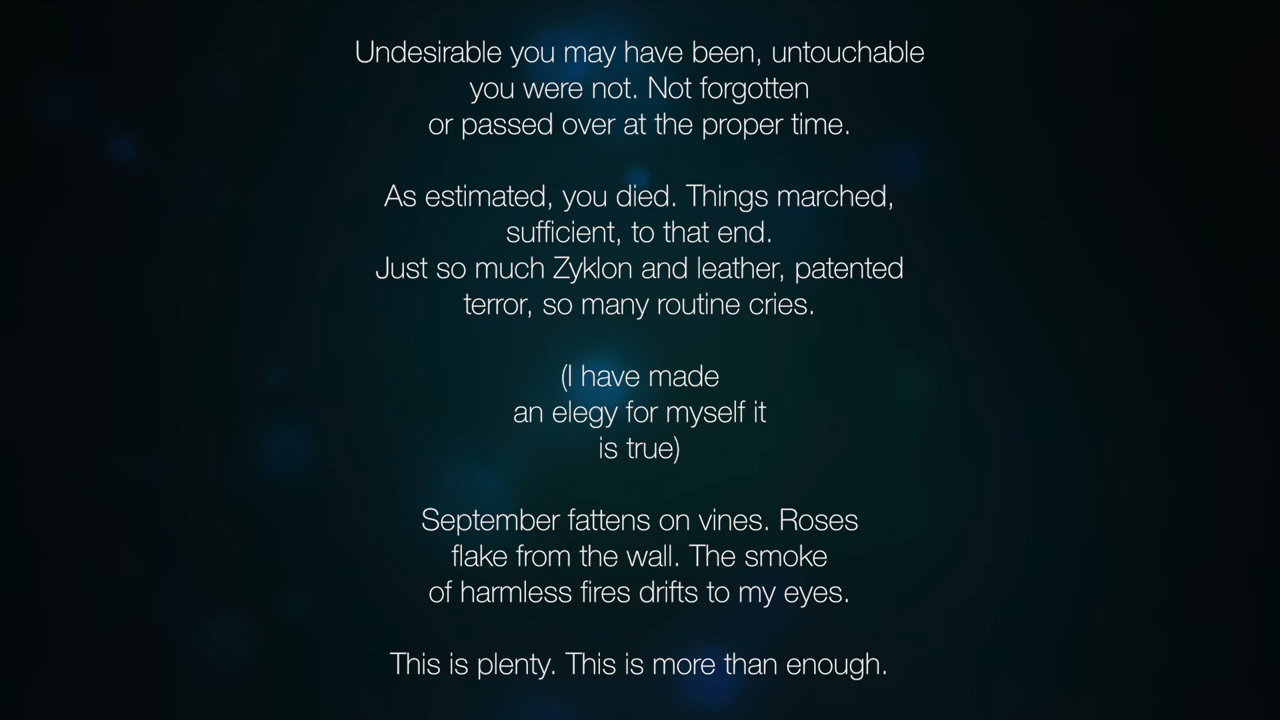 Undesirable you may have been, untouchable
you were not. Not forgotten
or passed over at the proper time.
As estimated, you died. Things marched,
sufficient, to that end.
Just so much Zyklon and leather, patented
terror, so many routine cries.
(I have made
an elegy for myself it
is true)
September fattens on vines. Roses
flake from the wall. The smoke
of harmless fires drifts to my eyes.
This is plenty. This is more than enough.